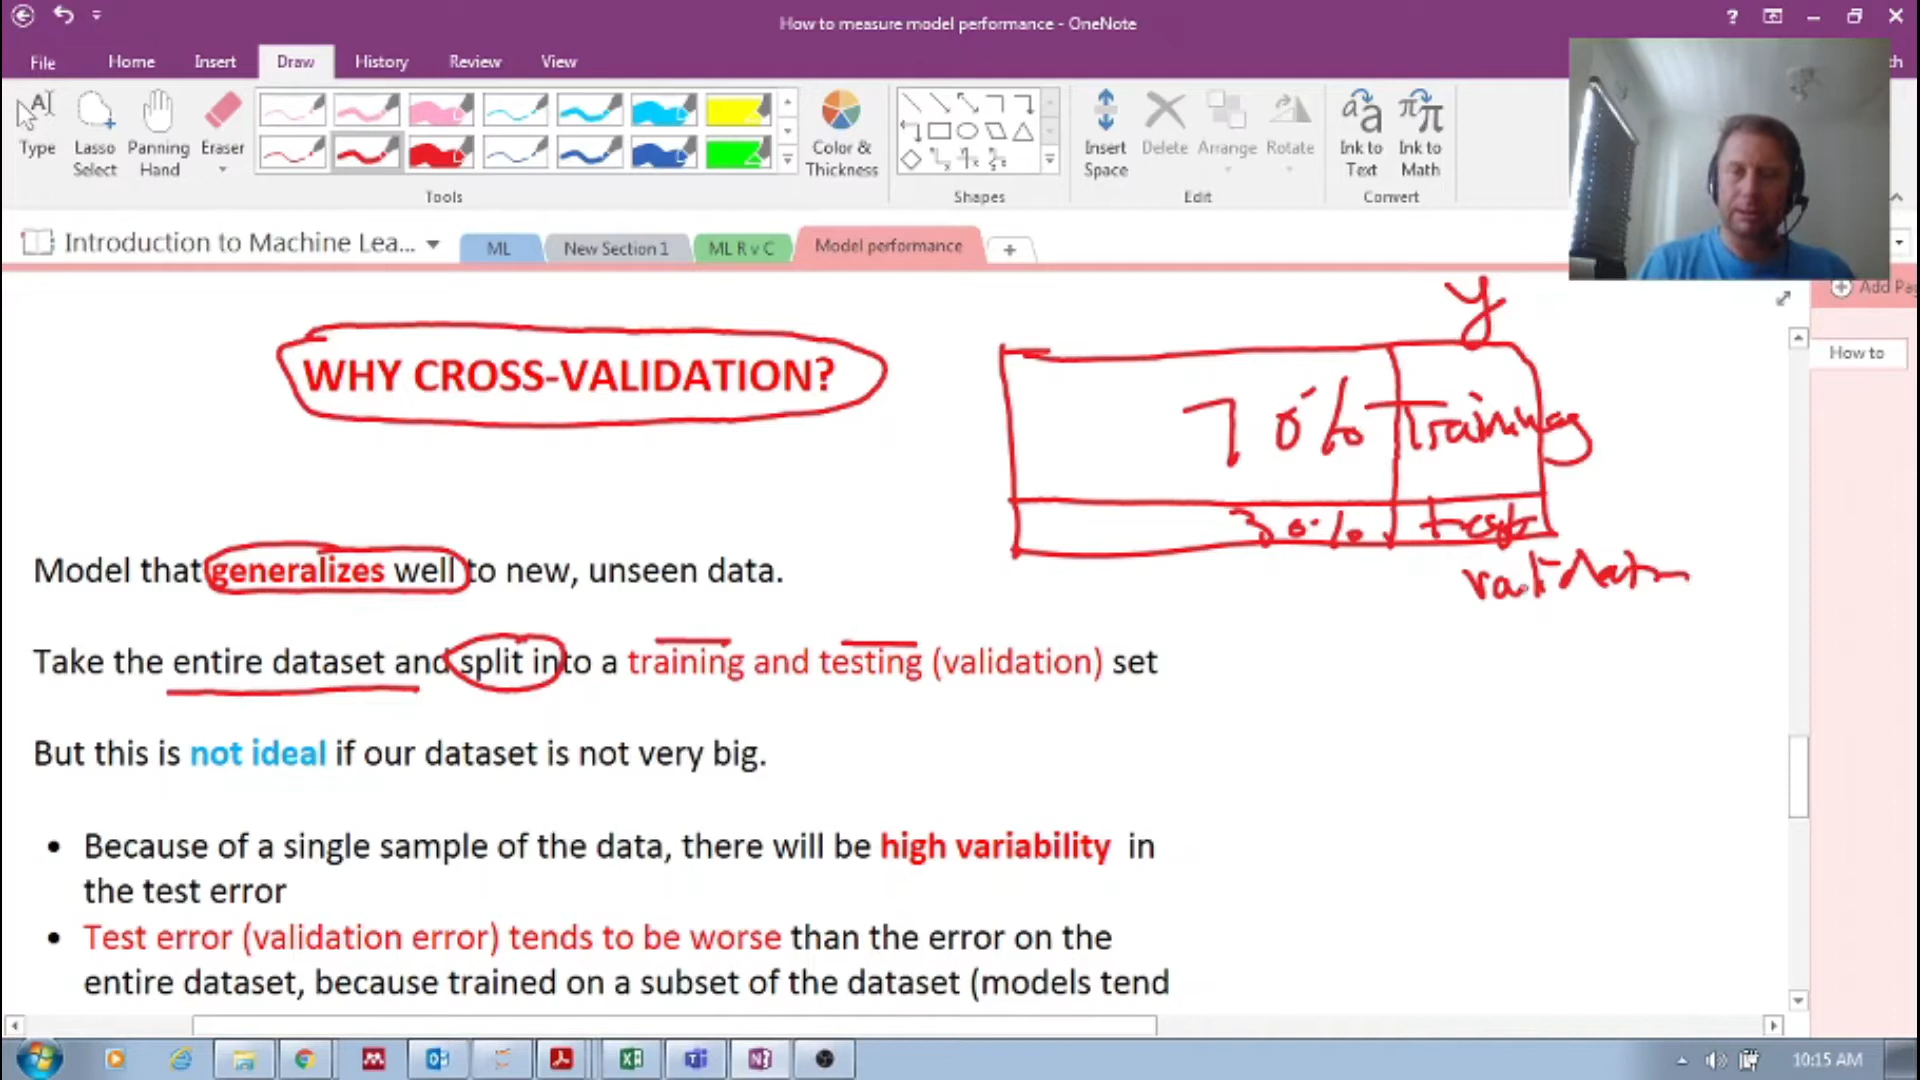 How to measure model performance - OneNote
File Home Insert Draw History Review View
Type
Lasso Select
Panning Hand
Eraser
Tools
Color & Thickness
Shapes
Insert Space
Delete
Arrange
Rotate
Edit
Ink to Text
Ink to Math
Convert
Introduction to Machine Lea...
ML
New Section 1
ML R v C
Model performance
Add Pa
How to
y
WHY CROSS-VALIDATION?
70% Training
30% test
validatn
Model that generalizes well to new, unseen data.
Take the entire dataset and split into a training and testing (validation) set
But this is not ideal if our dataset is not very big.
• Because of a single sample of the data, there will be high variability in
the test error
• Test error (validation error) tends to be worse than the error on the
entire dataset, because trained on a subset of the dataset (models tend
10:15 AM